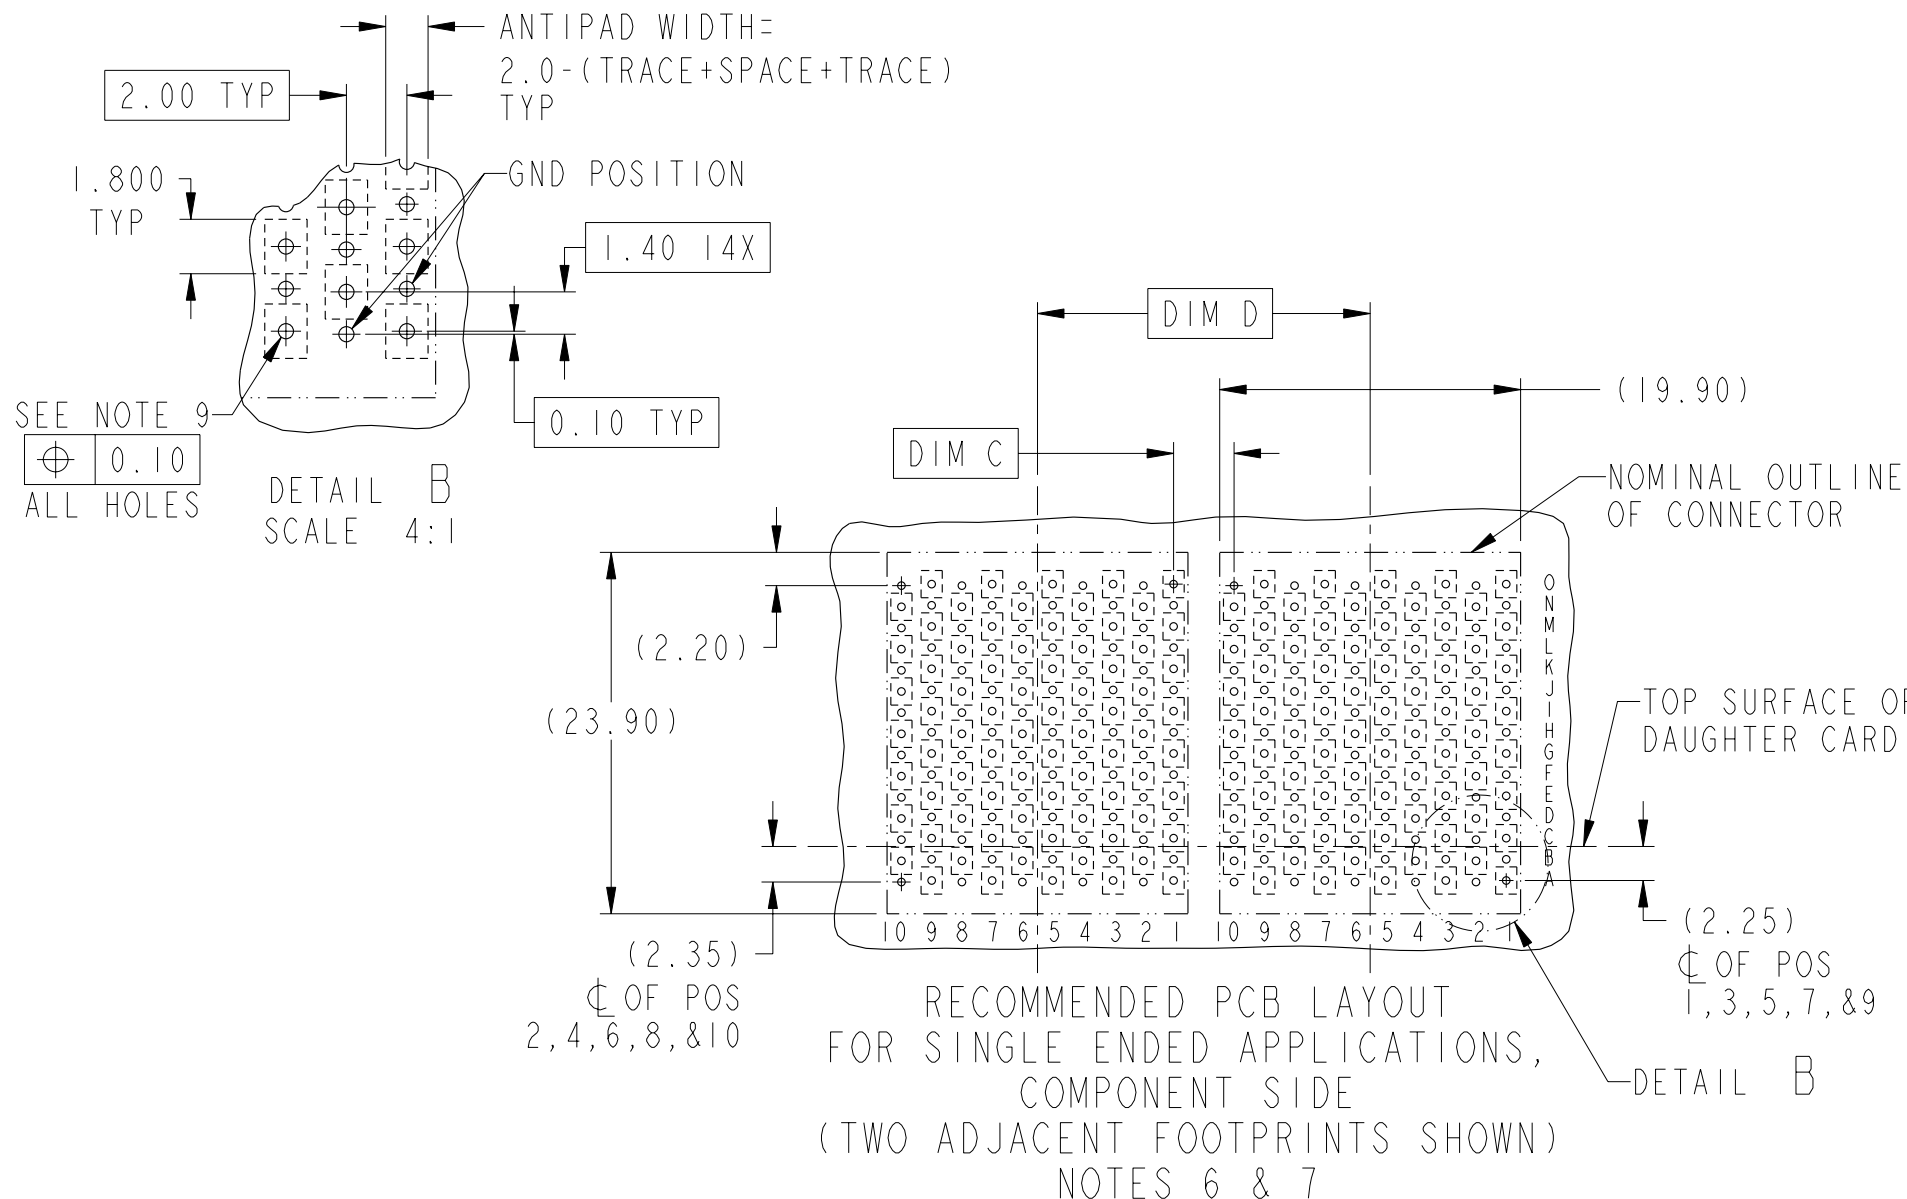 ANTIPAD WIDTH=
2.0-(TRACE+SPACE+TRACE)
TYP
2.00 TYP
1.800
TYP
GND POSITION
1.40 14X
0.10 TYP
SEE NOTE 9
⌖ 0.10
ALL HOLES
DETAIL B
SCALE 4:1
DIM D
(19.90)
DIM C
NOMINAL OUTLINE
OF CONNECTOR
(2.20)
(23.90)
O
N
M
L
K
J
I
H
G
F
E
D
C
B
A
TOP SURFACE OF
DAUGHTER CARD
10 9 8 7 6 5 4 3 2 1
10 9 8 7 6 5 4 3 2 1
(2.35)
℄ OF POS
2,4,6,8,&10
(2.25)
℄ OF POS
1,3,5,7,&9
DETAIL B
RECOMMENDED PCB LAYOUT
FOR SINGLE ENDED APPLICATIONS,
COMPONENT SIDE
(TWO ADJACENT FOOTPRINTS SHOWN)
NOTES 6 & 7